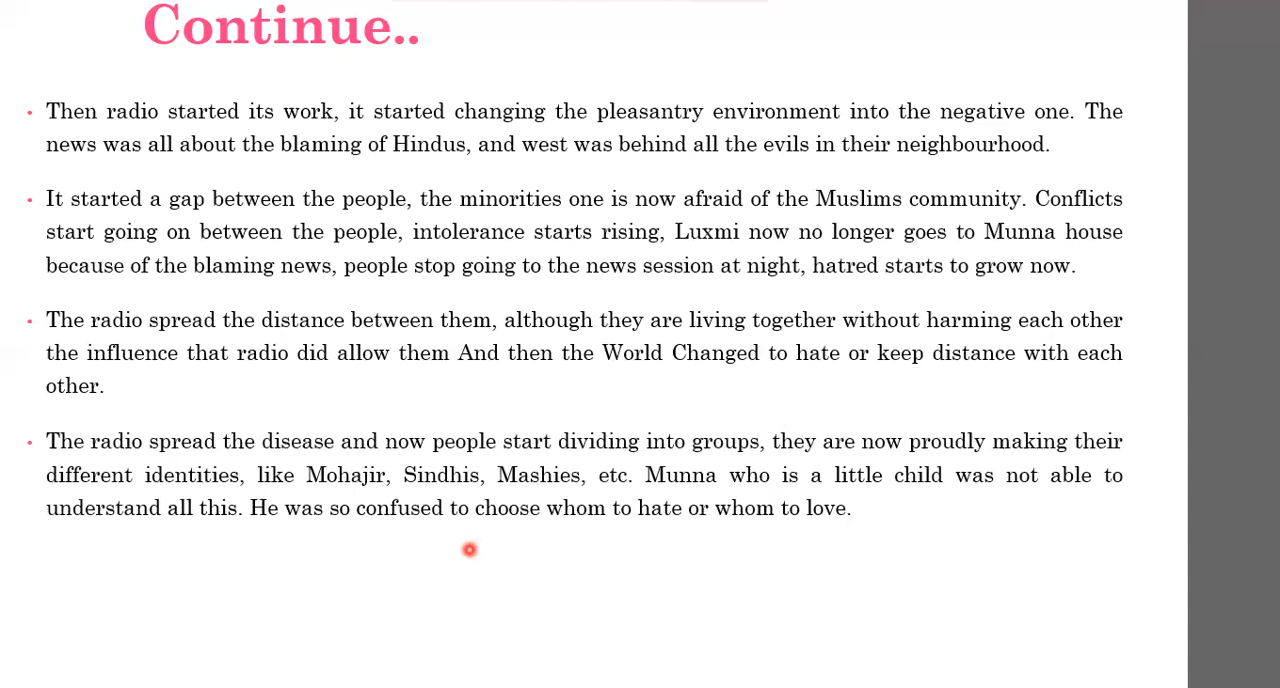 Continue..
• Then radio started its work, it started changing the pleasantry environment into the negative one. The
news was all about the blaming of Hindus, and west was behind all the evils in their neighbourhood.
• It started a gap between the people, the minorities one is now afraid of the Muslims community. Conflicts
start going on between the people, intolerance starts rising, Luxmi now no longer goes to Munna house
because of the blaming news, people stop going to the news session at night, hatred starts to grow now.
• The radio spread the distance between them, although they are living together without harming each other
the influence that radio did allow them And then the World Changed to hate or keep distance with each
other.
• The radio spread the disease and now people start dividing into groups, they are now proudly making their
different identities, like Mohajir, Sindhis, Mashies, etc. Munna who is a little child was not able to
understand all this. He was so confused to choose whom to hate or whom to love.